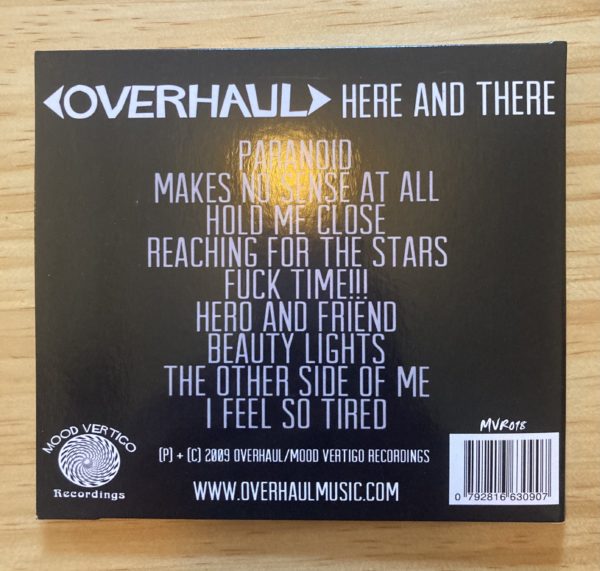 OVERHAUL HERE AND THERE
PARANOID
MAKES NO SENSE AT ALL
HOLD ME CLOSE
REACHING FOR THE STARS
FUCK TIME!!!
HERO AND FRIEND
BEAUTY LIGHTS
THE OTHER SIDE OF ME
I FEEL SO TIRED
MVR018
MOOD VERTIGO
Recordings
(P) + (C) 2009 OVERHAUL/MOOD VERTIGO RECORDINGS
WWW.OVERHAULMUSIC.COM
0 792816 630907